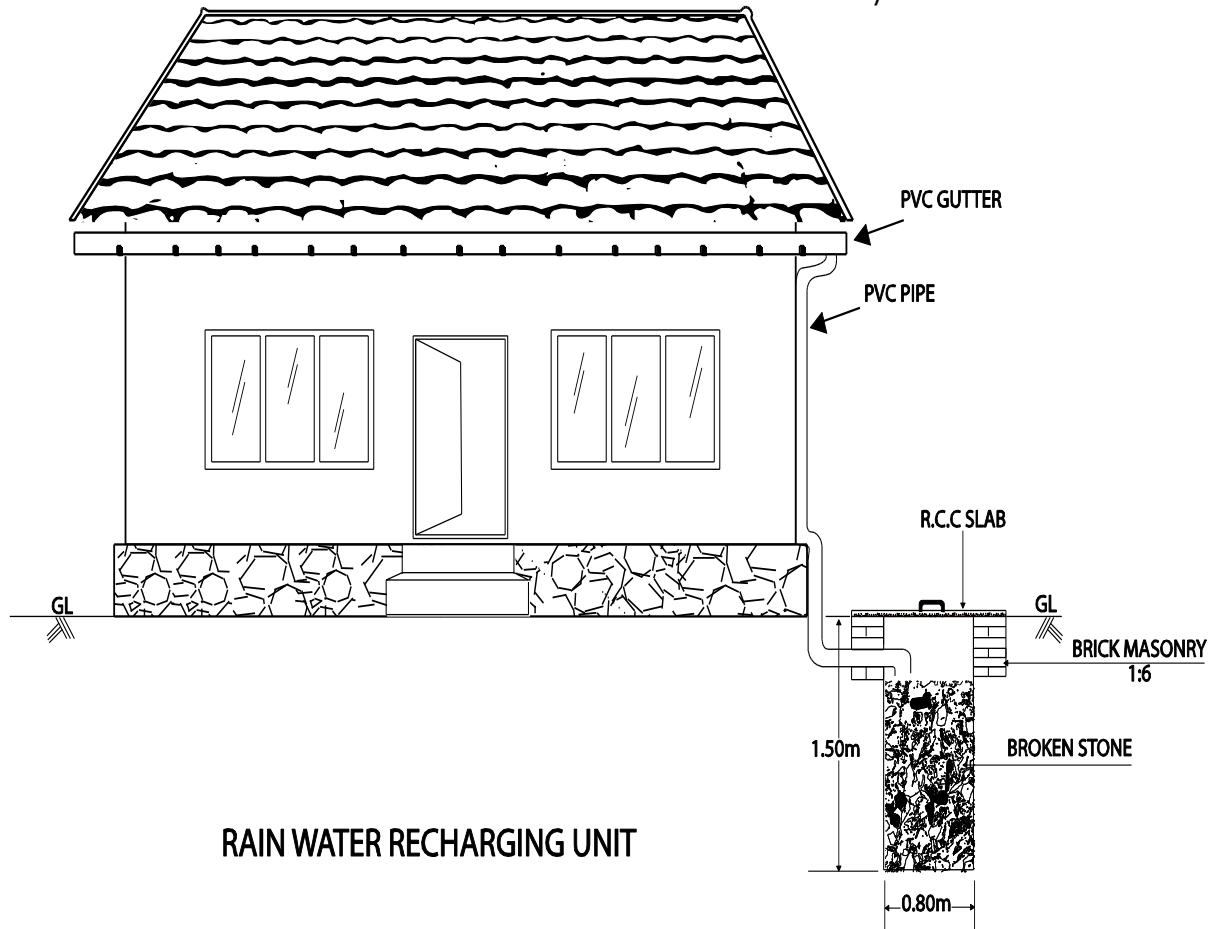 PVC GUTTER
PVC PIPE
R.C.C SLAB
GL
GL
BRICK MASONRY
1:6
1.50m
BROKEN STONE
RAIN WATER RECHARGING UNIT
0.80m